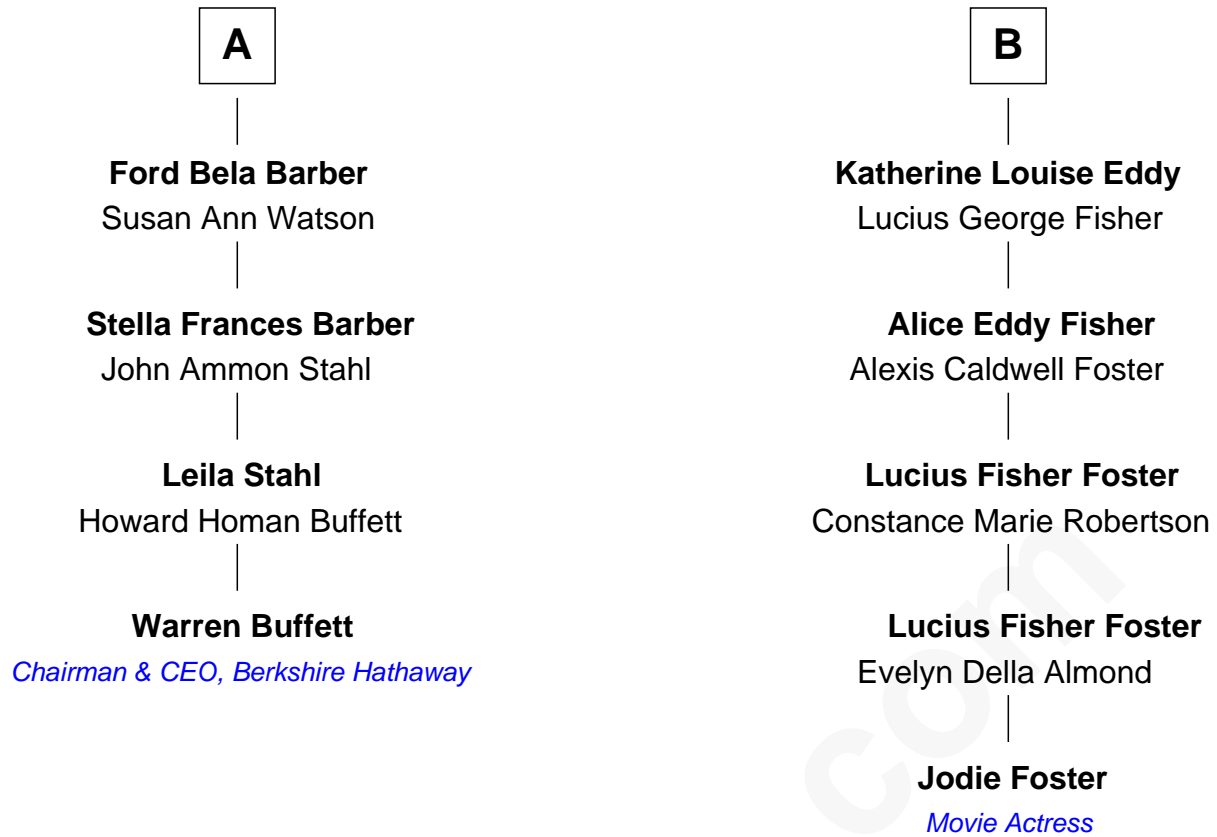 A
Ford Bela Barber
Susan Ann Watson
Stella Frances Barber
John Ammon Stahl
Leila Stahl
Howard Homan Buffett
Warren Buffett
Chairman & CEO, Berkshire Hathaway
B
Katherine Louise Eddy
Lucius George Fisher
Alice Eddy Fisher
Alexis Caldwell Foster
Lucius Fisher Foster
Constance Marie Robertson
Lucius Fisher Foster
Evelyn Della Almond
Jodie Foster
Movie Actress
com